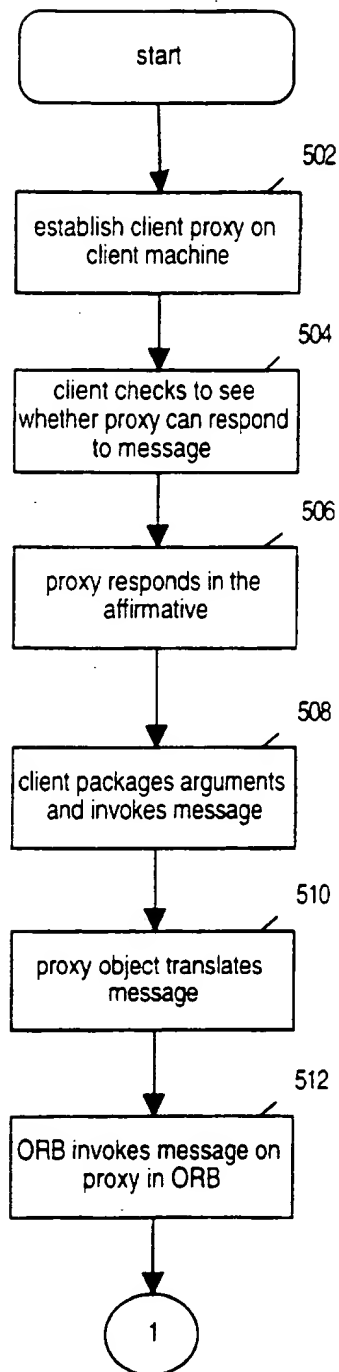 start
502
establish client proxy on
client machine
504
client checks to see
whether proxy can respond
to message
506
proxy responds in the
affirmative
508
client packages arguments
and invokes message
510
proxy object translates
message
512
ORB invokes message on
proxy in ORB
1